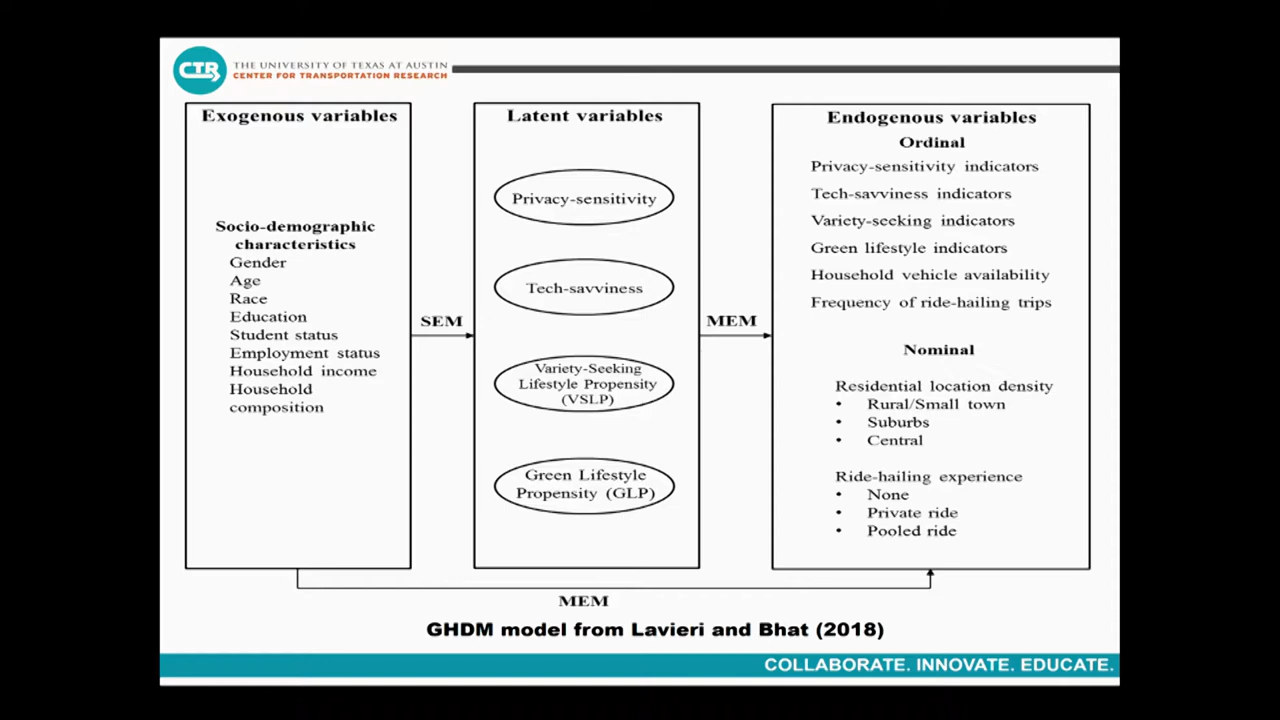 CTR
THE UNIVERSITY OF TEXAS AT AUSTIN
CENTER FOR TRANSPORTATION RESEARCH
Exogenous variables
Socio-demographic
characteristics
Gender
Age
Race
Education
Student status
Employment status
Household income
Household
composition
SEM
Latent variables
Privacy-sensitivity
Tech-savviness
Variety-Seeking
Lifestyle Propensity
(VSLP)
Green Lifestyle
Propensity (GLP)
MEM
Endogenous variables
Ordinal
Privacy-sensitivity indicators
Tech-savviness indicators
Variety-seeking indicators
Green lifestyle indicators
Household vehicle availability
Frequency of ride-hailing trips
Nominal
Residential location density
• Rural/Small town
• Suburbs
• Central
Ride-hailing experience
• None
• Private ride
• Pooled ride
MEM
GHDM model from Lavieri and Bhat (2018)
COLLABORATE. INNOVATE. EDUCATE.